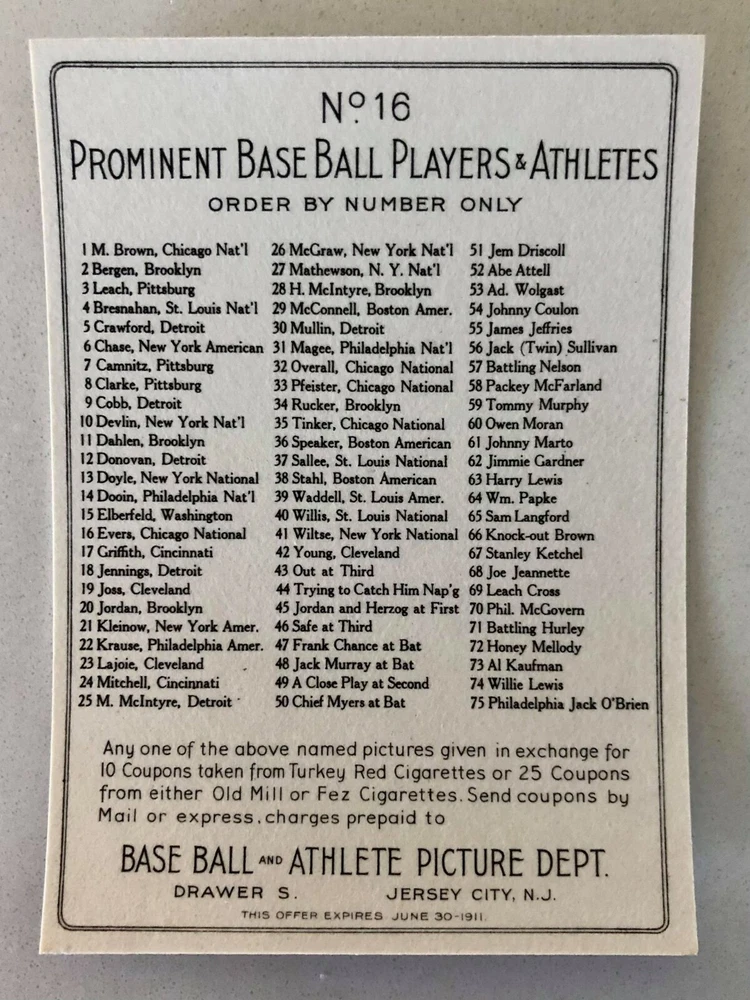 Nº 16
PROMINENT BASE BALL PLAYERS & ATHLETES
ORDER BY NUMBER ONLY
1 M. Brown, Chicago Nat'l
2 Bergen, Brooklyn
3 Leach, Pittsburg
4 Bresnahan, St. Louis Nat'l
5 Crawford, Detroit
6 Chase, New York American
7 Camnitz, Pittsburg
8 Clarke, Pittsburg
9 Cobb, Detroit
10 Devlin, New York Nat'l
11 Dahlen, Brooklyn
12 Donovan, Detroit
13 Doyle, New York National
14 Dooin, Philadelphia Nat'l
15 Elberfeld, Washington
16 Evers, Chicago National
17 Griffith, Cincinnati
18 Jennings, Detroit
19 Joss, Cleveland
20 Jordan, Brooklyn
21 Kleinow, New York Amer.
22 Krause, Philadelphia Amer.
23 Lajoie, Cleveland
24 Mitchell, Cincinnati
25 M. McIntyre, Detroit
26 McGraw, New York Nat'l
27 Mathewson, N. Y. Nat'l
28 H. McIntyre, Brooklyn
29 McConnell, Boston Amer.
30 Mullin, Detroit
31 Magee, Philadelphia Nat'l
32 Overall, Chicago National
33 Pfeister, Chicago National
34 Rucker, Brooklyn
35 Tinker, Chicago National
36 Speaker, Boston American
37 Sallee, St. Louis National
38 Stahl, Boston American
39 Waddell, St. Louis Amer.
40 Willis, St. Louis National
41 Wiltse, New York National
42 Young, Cleveland
43 Out at Third
44 Trying to Catch Him Nap'g
45 Jordan and Herzog at First
46 Safe at Third
47 Frank Chance at Bat
48 Jack Murray at Bat
49 A Close Play at Second
50 Chief Myers at Bat
51 Jem Driscoll
52 Abe Attell
53 Ad. Wolgast
54 Johnny Coulon
55 James Jeffries
56 Jack (Twin) Sullivan
57 Battling Nelson
58 Packey McFarland
59 Tommy Murphy
60 Owen Moran
61 Johnny Marto
62 Jimmie Gardner
63 Harry Lewis
64 Wm. Papke
65 Sam Langford
66 Knock-out Brown
67 Stanley Ketchel
68 Joe Jeannette
69 Leach Cross
70 Phil. McGovern
71 Battling Hurley
72 Honey Mellody
73 Al Kaufman
74 Willie Lewis
75 Philadelphia Jack O'Brien
Any one of the above named pictures given in exchange for
10 Coupons taken from Turkey Red Cigarettes or 25 Coupons
from either Old Mill or Fez Cigarettes. Send coupons by
Mail or express, charges prepaid to
BASE BALL AND ATHLETE PICTURE DEPT.
DRAWER S. JERSEY CITY, N.J.
THIS OFFER EXPIRES JUNE 30-1911.